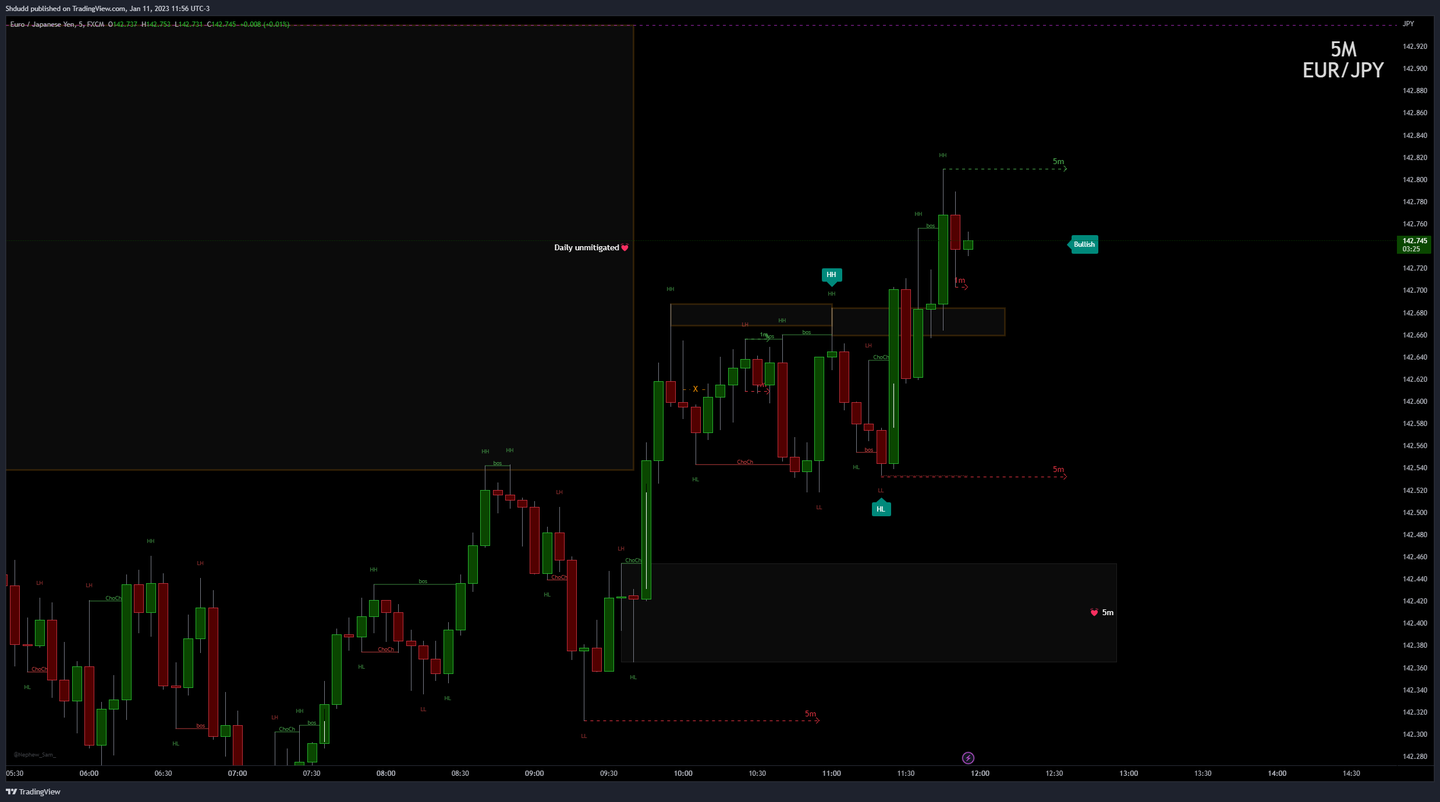 Shdudd published on TradingView.com, Jan 11, 2023 11:56 UTC-3
Euro / Japanese Yen, 5, FXCM O142.737 H142.753 L142.731 C142.745 +0.008 (+0.01%)
JPY
5M
EUR/JPY
142.920
142.900
142.880
142.860
142.840
142.820
142.800
142.780
142.760
142.745
03:25
142.720
142.700
142.680
142.660
142.640
142.620
142.600
142.580
142.560
142.540
142.520
142.500
142.480
142.460
142.440
142.420
142.400
142.380
142.360
142.340
142.320
142.300
142.280
HH
5m
HH
bos
Daily unmitigated
Bullish
HH
1m
HH
HH
LH
HH
1m
bos
bos
LH
ChoCh
X
bos
ChoCh
HL
HL
5m
LL
LL
HL
HH
HH
bos
LH
HH
LH
LH
LH
LH
HH
ChoCh
bos
ChoCh
ChoCh
HL
5m
ChoCh
ChoCh
HL
HL
HL
HL
LL
HL
LH
HH
bos
ChoCh
bos
HL
5m
LL
@Nephew_Sam_
05:30 06:00 06:30 07:00 07:30 08:00 08:30 09:00 09:30 10:00 10:30 11:00 11:30 12:00 12:30 13:00 13:30 14:00 14:30
TradingView